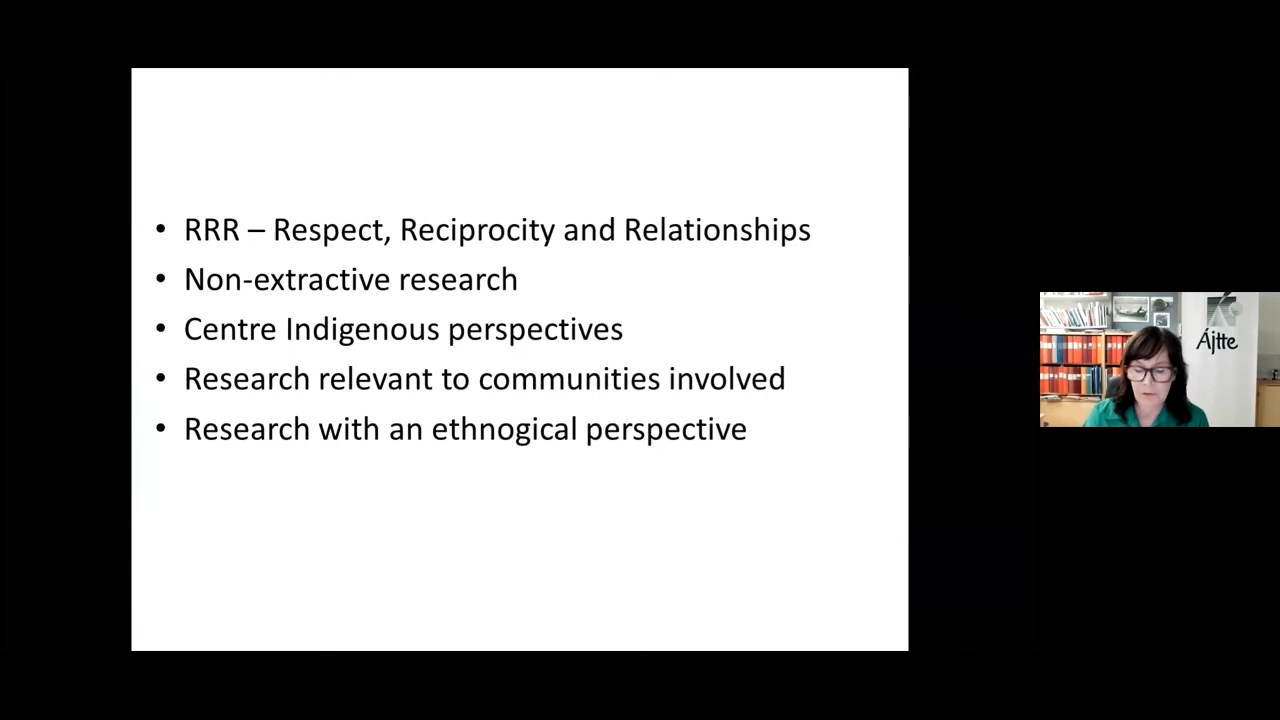 • RRR – Respect, Reciprocity and Relationships
• Non-extractive research
• Centre Indigenous perspectives
• Research relevant to communities involved
• Research with an ethnogical perspective
Ájtte